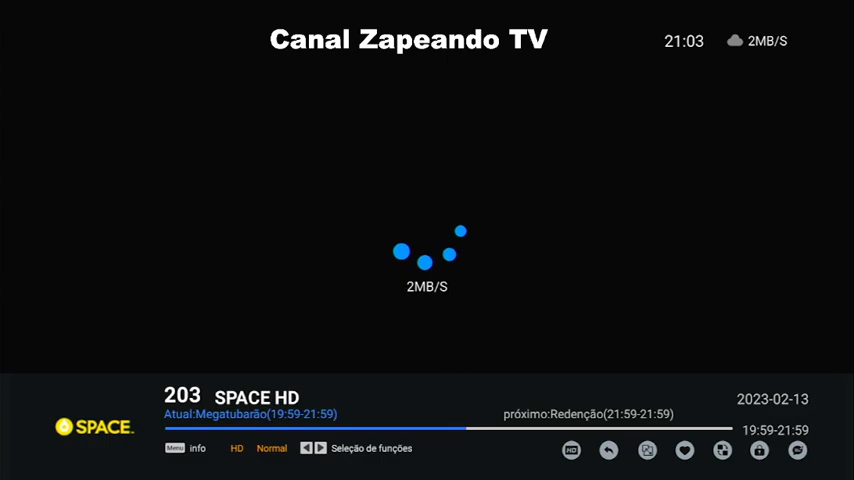 Canal Zapeando TV
21:03 2MB/S
2MB/S
203 SPACE HD
2023-02-13
Atual:Megatubarão(19:59-21:59) próximo:Redenção(21:59-21:59)
SPACE
19:59-21:59
Menu info HD Normal Seleção de funções HD